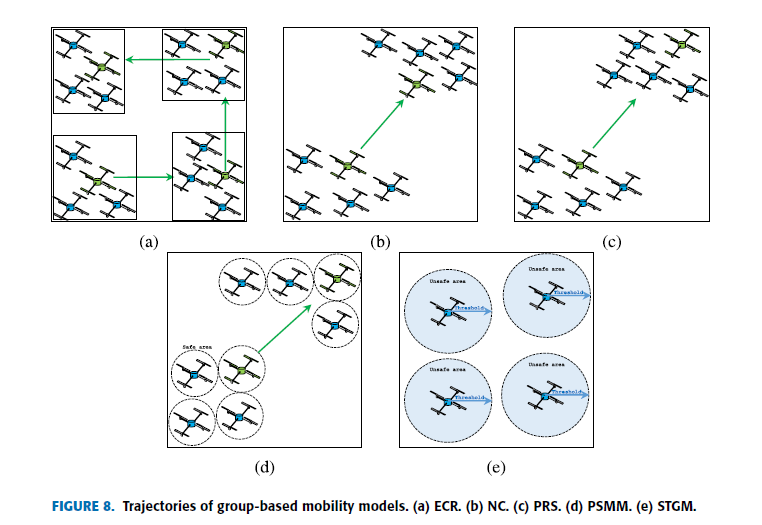 (a)
(b)
(c)
Safe area
(d)
Unsafe area
Threshold
Unsafe area
Threshold
Unsafe area
Threshold
Unsafe area
Threshold
(e)
FIGURE 8. Trajectories of group-based mobility models. (a) ECR. (b) NC. (c) PRS. (d) PSMM. (e) STGM.